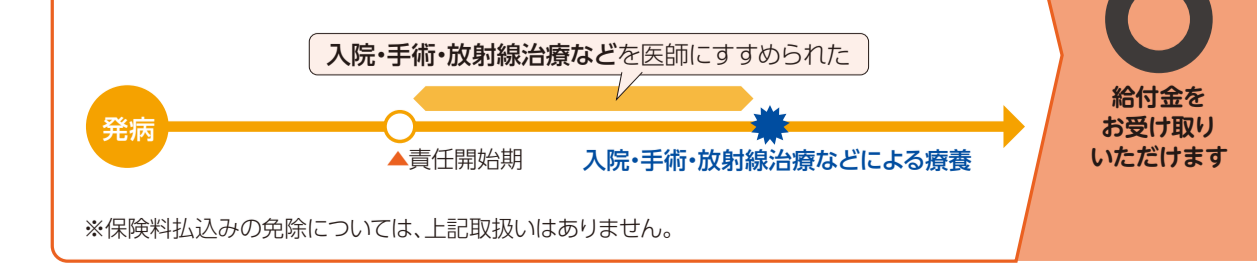 入院・手術・放射線治療などを医師にすすめられた
発病
▲責任開始期
入院・手術・放射線治療などによる療養
※保険料払込みの免除については、上記取扱いはありません。
給付金を
お受け取り
いただけます